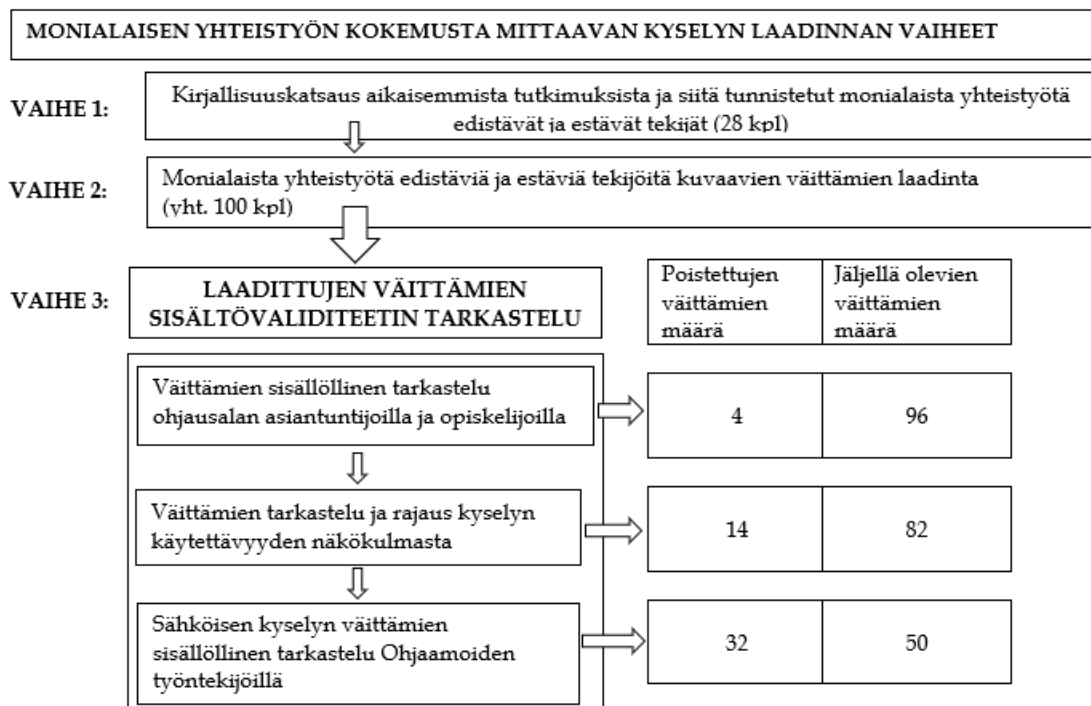 MONIALAISEN YHTEISTYÖN KOKEMUSTA MITTAAVAN KYSELYN LAADINNAN VAIHEET
VAIHE 1:
Kirjallisuuskatsaus aikaisemmista tutkimuksista ja siitä tunnistetut monialaista yhteistyötä
edistävät ja estävät tekijät (28 kpl)
VAIHE 2:
Monialaista yhteistyötä edistäviä ja estäviä tekijöitä kuvaavien väittämien laadinta
(yht. 100 kpl)
VAIHE 3:
LAADITTUJEN VÄITTÄMIEN
SISÄLTÖVALIDITEETIN TARKASTELU
Poistettujen
väittämien
määrä
Jäljellä olevien
väittämien
määrä
Väittämien sisällöllinen tarkastelu
ohjausalan asiantuntijoilla ja opiskelijoilla
4
96
Väittämien tarkastelu ja rajaus kyselyn
käytettävyyden näkökulmasta
14
82
Sähköisen kyselyn väittämien
sisällöllinen tarkastelu Ohjaamoiden
työntekijöillä
32
50